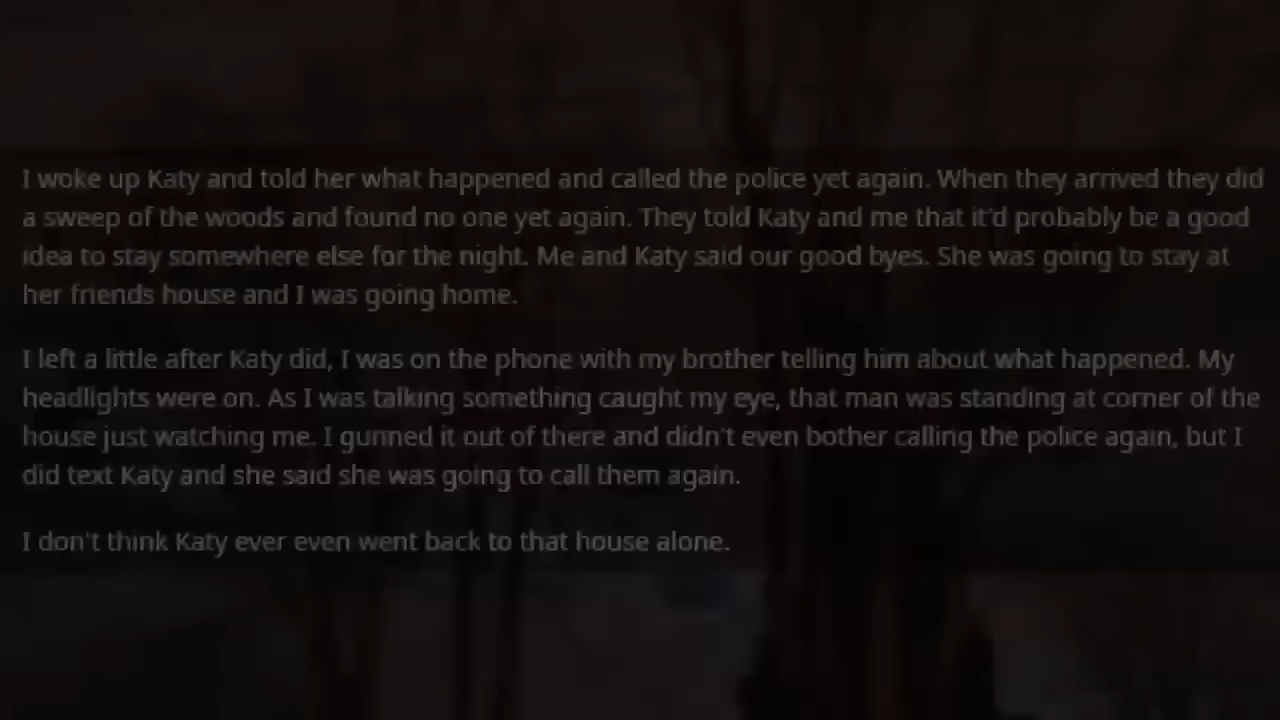 I woke up Katy and told her what happened and called the police yet again. When they arrived they did
a sweep of the woods and found no one yet again. They told Katy and me that it'd probably be a good
idea to stay somewhere else for the night. Me and Katy said our good byes. She was going to stay at
her friends house and I was going home.
I left a little after Katy did, I was on the phone with my brother telling him about what happened. My
headlights were on. As I was talking something caught my eye, that man was standing at corner of the
house just watching me. I gunned it out of there and didn't even bother calling the police again, but I
did text Katy and she said she was going to call them again.
I don't think Katy ever even went back to that house alone.